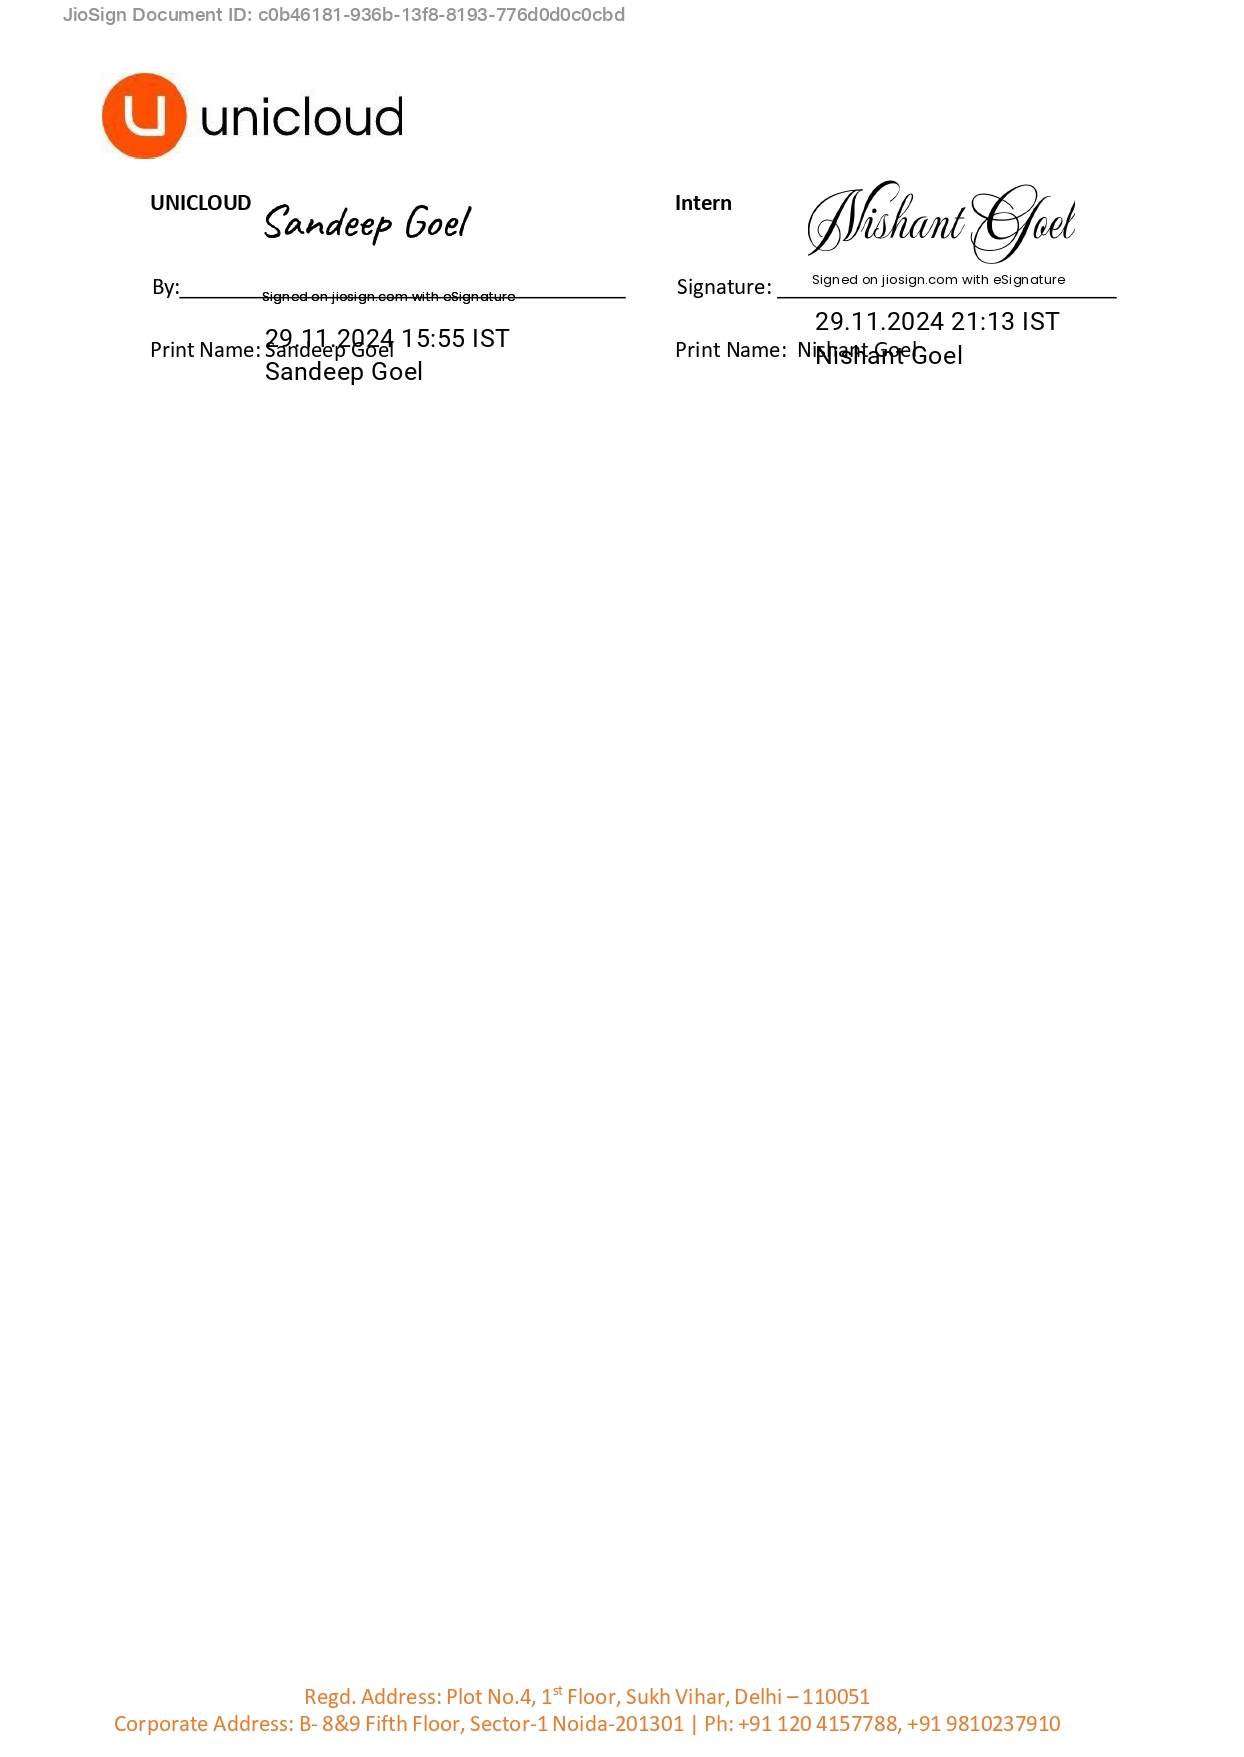 JioSign Document ID: c0b46181-936b-13f8-8193-776d0d0c0cbd
unicloud
UNICLOUD
Sandeep Goel
By:
Signed on jiosign.com with eSignature
29.11.2024 15:55 IST
Print Name: Sandeep Goel
Sandeep Goel
Intern
Nishant Goel
Signed on jiosign.com with eSignature
Signature:
29.11.2024 21:13 IST
Print Name: Nishant Goel
Nishant Goel
Regd. Address: Plot No.4, 1st Floor, Sukh Vihar, Delhi – 110051
Corporate Address: B- 8&9 Fifth Floor, Sector-1 Noida-201301 | Ph: +91 120 4157788, +91 9810237910